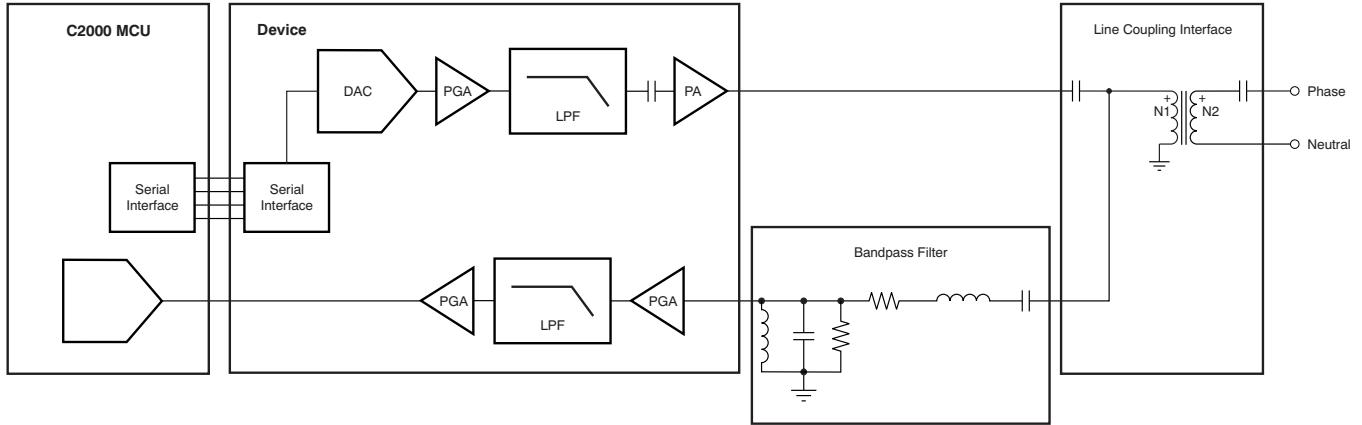 C2000 MCU
Device
Line Coupling Interface
DAC
PGA
LPF
PA
+
N1
+
N2
Phase
Neutral
Serial
Interface
Serial
Interface
Bandpass Filter
PGA
LPF
PGA